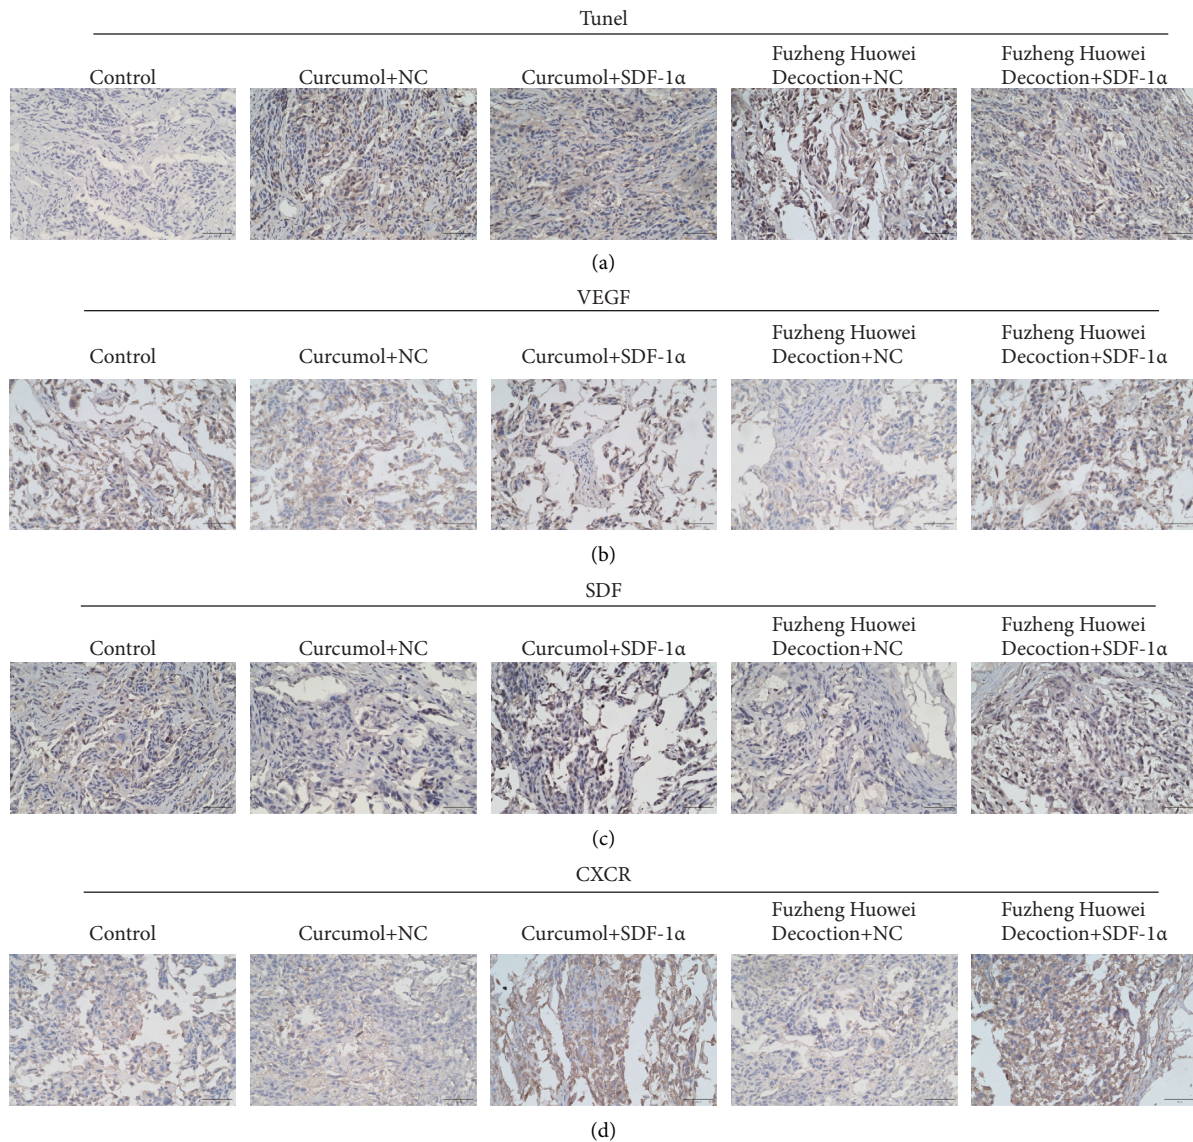 Tunel
Control
Curcumol+NC
Curcumol+SDF-1α
Fuzheng Huowei
Decoction+NC
Fuzheng Huowei
Decoction+SDF-1α
(a)
VEGF
Control
Curcumol+NC
Curcumol+SDF-1α
Fuzheng Huowei
Decoction+NC
Fuzheng Huowei
Decoction+SDF-1α
(b)
SDF
Control
Curcumol+NC
Curcumol+SDF-1α
Fuzheng Huowei
Decoction+NC
Fuzheng Huowei
Decoction+SDF-1α
(c)
CXCR
Control
Curcumol+NC
Curcumol+SDF-1α
Fuzheng Huowei
Decoction+NC
Fuzheng Huowei
Decoction+SDF-1α
(d)